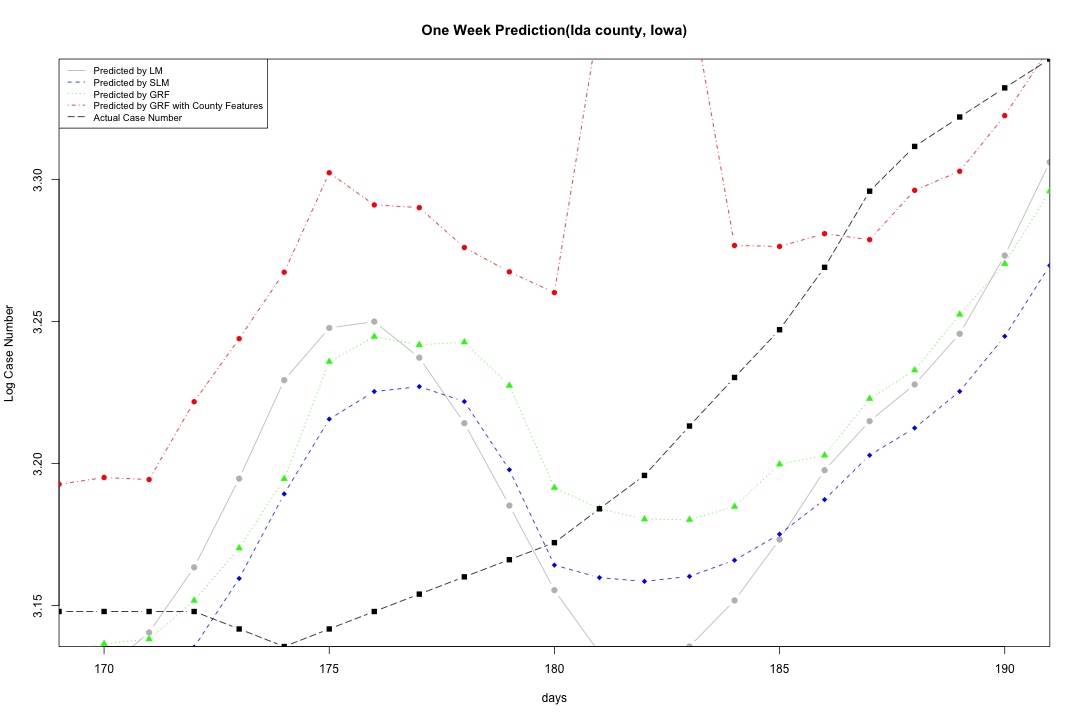 One Week Prediction(Ida county, Iowa)
Predicted by LM
Predicted by SLM
Predicted by GRF
Predicted by GRF with County Features
Actual Case Number
3.30
3.25
3.20
3.15
Log Case Number
170 175 180 185 190
days